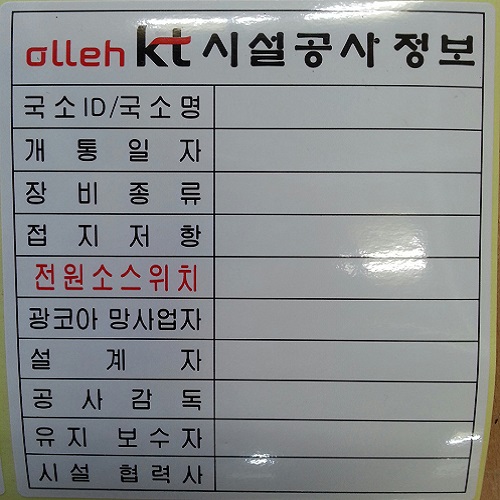 olleh kt 시설공사 정보
국소ID/국소명
개통일자
장비종류
접지저항
전원소스위치
광코아 망사업자
설계자
공사감독
유지 보수자
시설 협력사